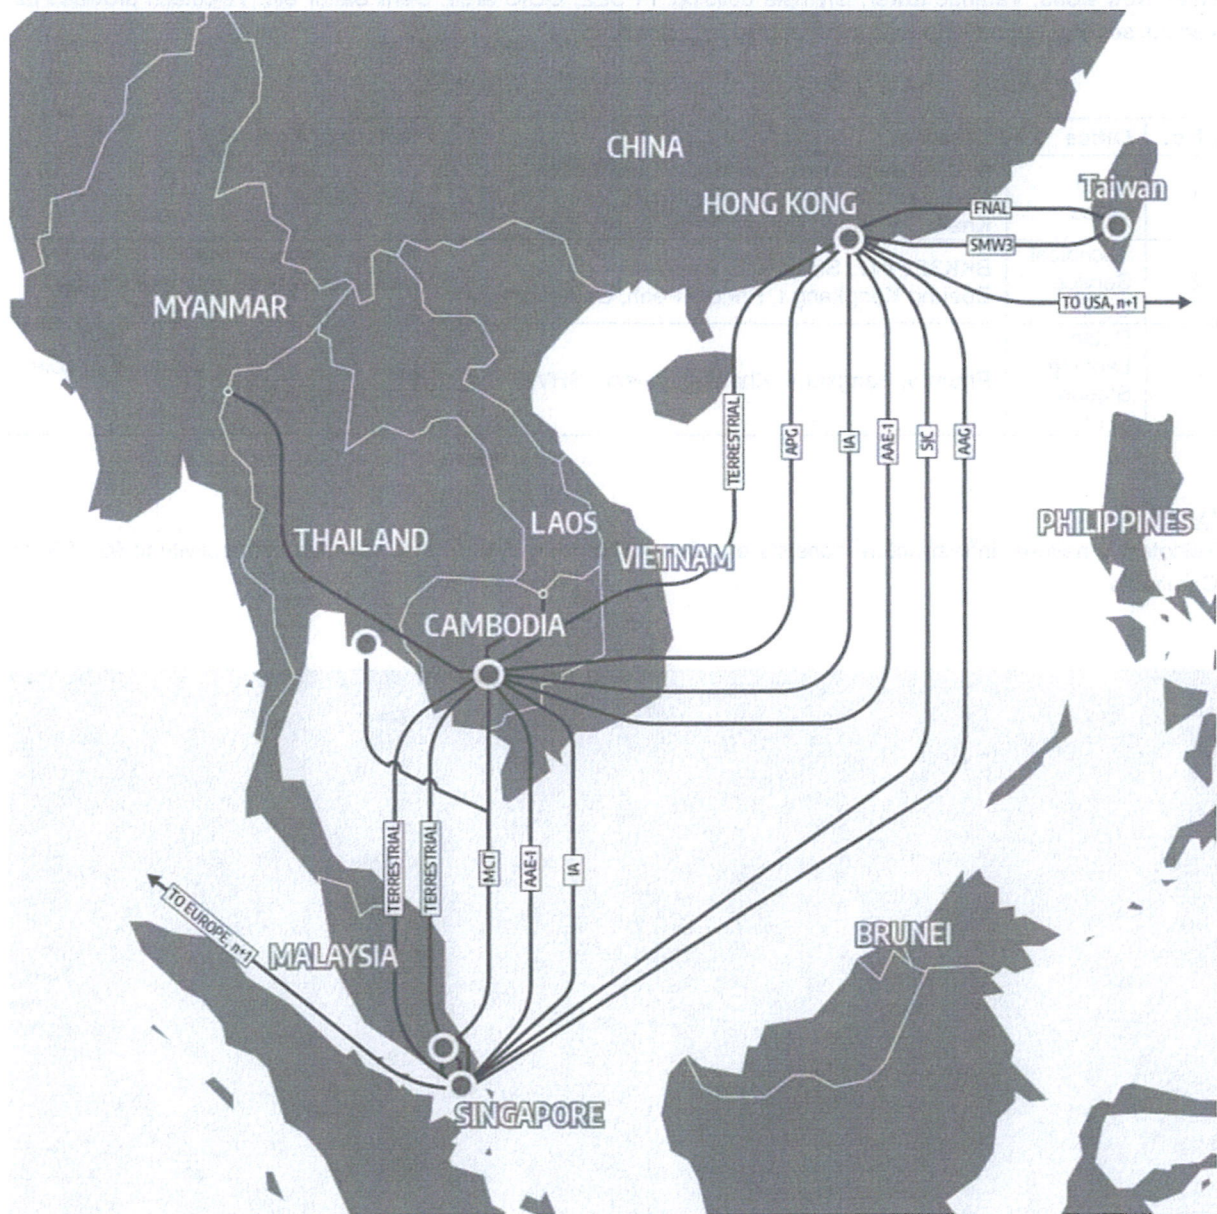 CHINA
HONG KONG
Taiwan
FNAL
SMW3
TO USA, n+1
MYANMAR
TERRESTRIAL
APG
IA
AAE-1
SIC
AAG
THAILAND
LAOS
VIETNAM
PHILIPPINES
CAMBODIA
TERRESTRIAL
TERRESTRIAL
MCT
AAE-1
IA
TO EUROPE, n+1
MALAYSIA
BRUNEI
SINGAPORE